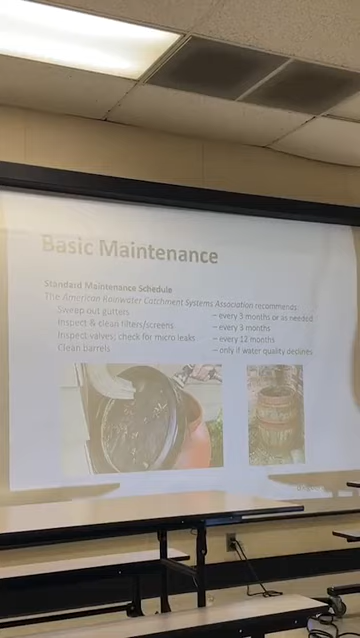 Basic Maintenance
Standard Maintenance Schedule
The American Rainwater Catchment Systems Association recommends:
Sweep out gutters – every 3 months or as needed
Inspect & clean filters/screens – every 3 months
Inspect valves; check for micro leaks – every 12 months
Clean barrels – only if water quality declines